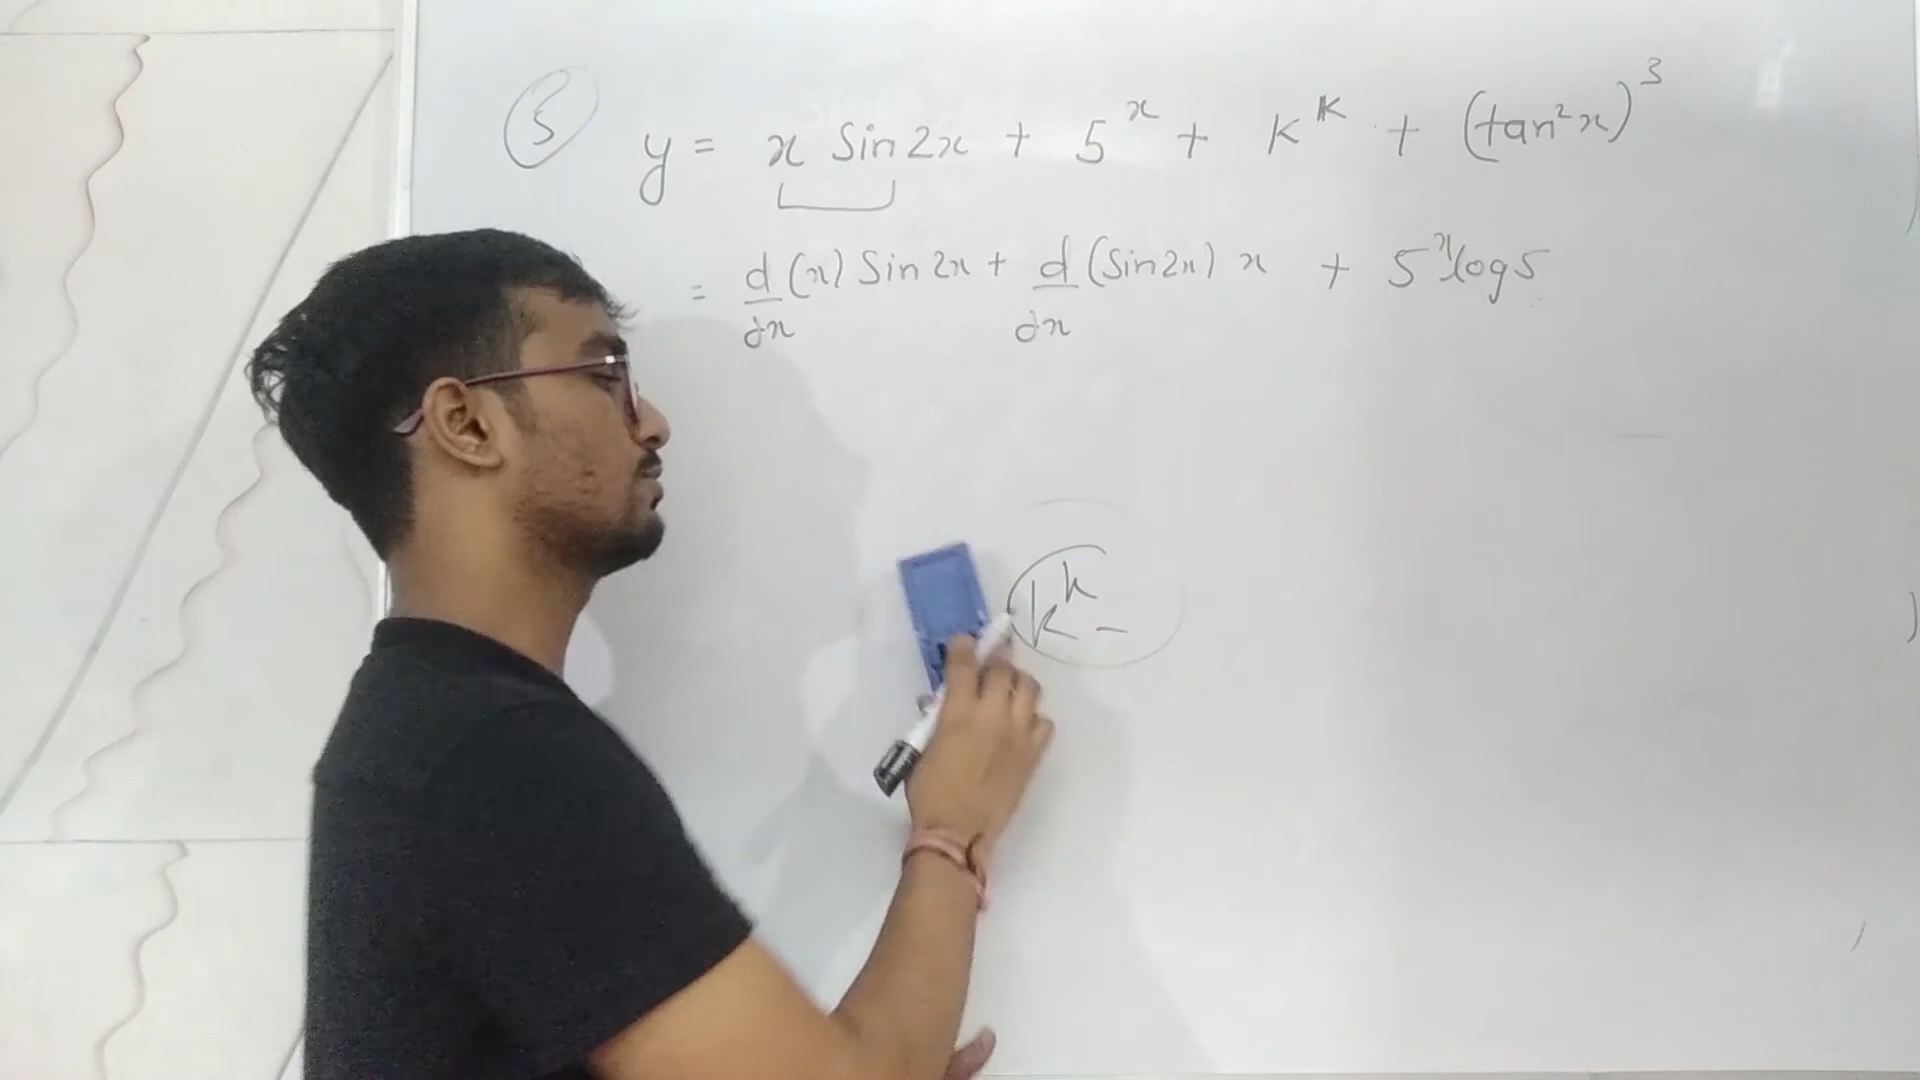 5 y = x Sin 2x + 5^x + K^K + (tan²x)³
= d/dx (x) Sin 2x + d/dx (Sin 2x) x + 5^x log 5
k^k -